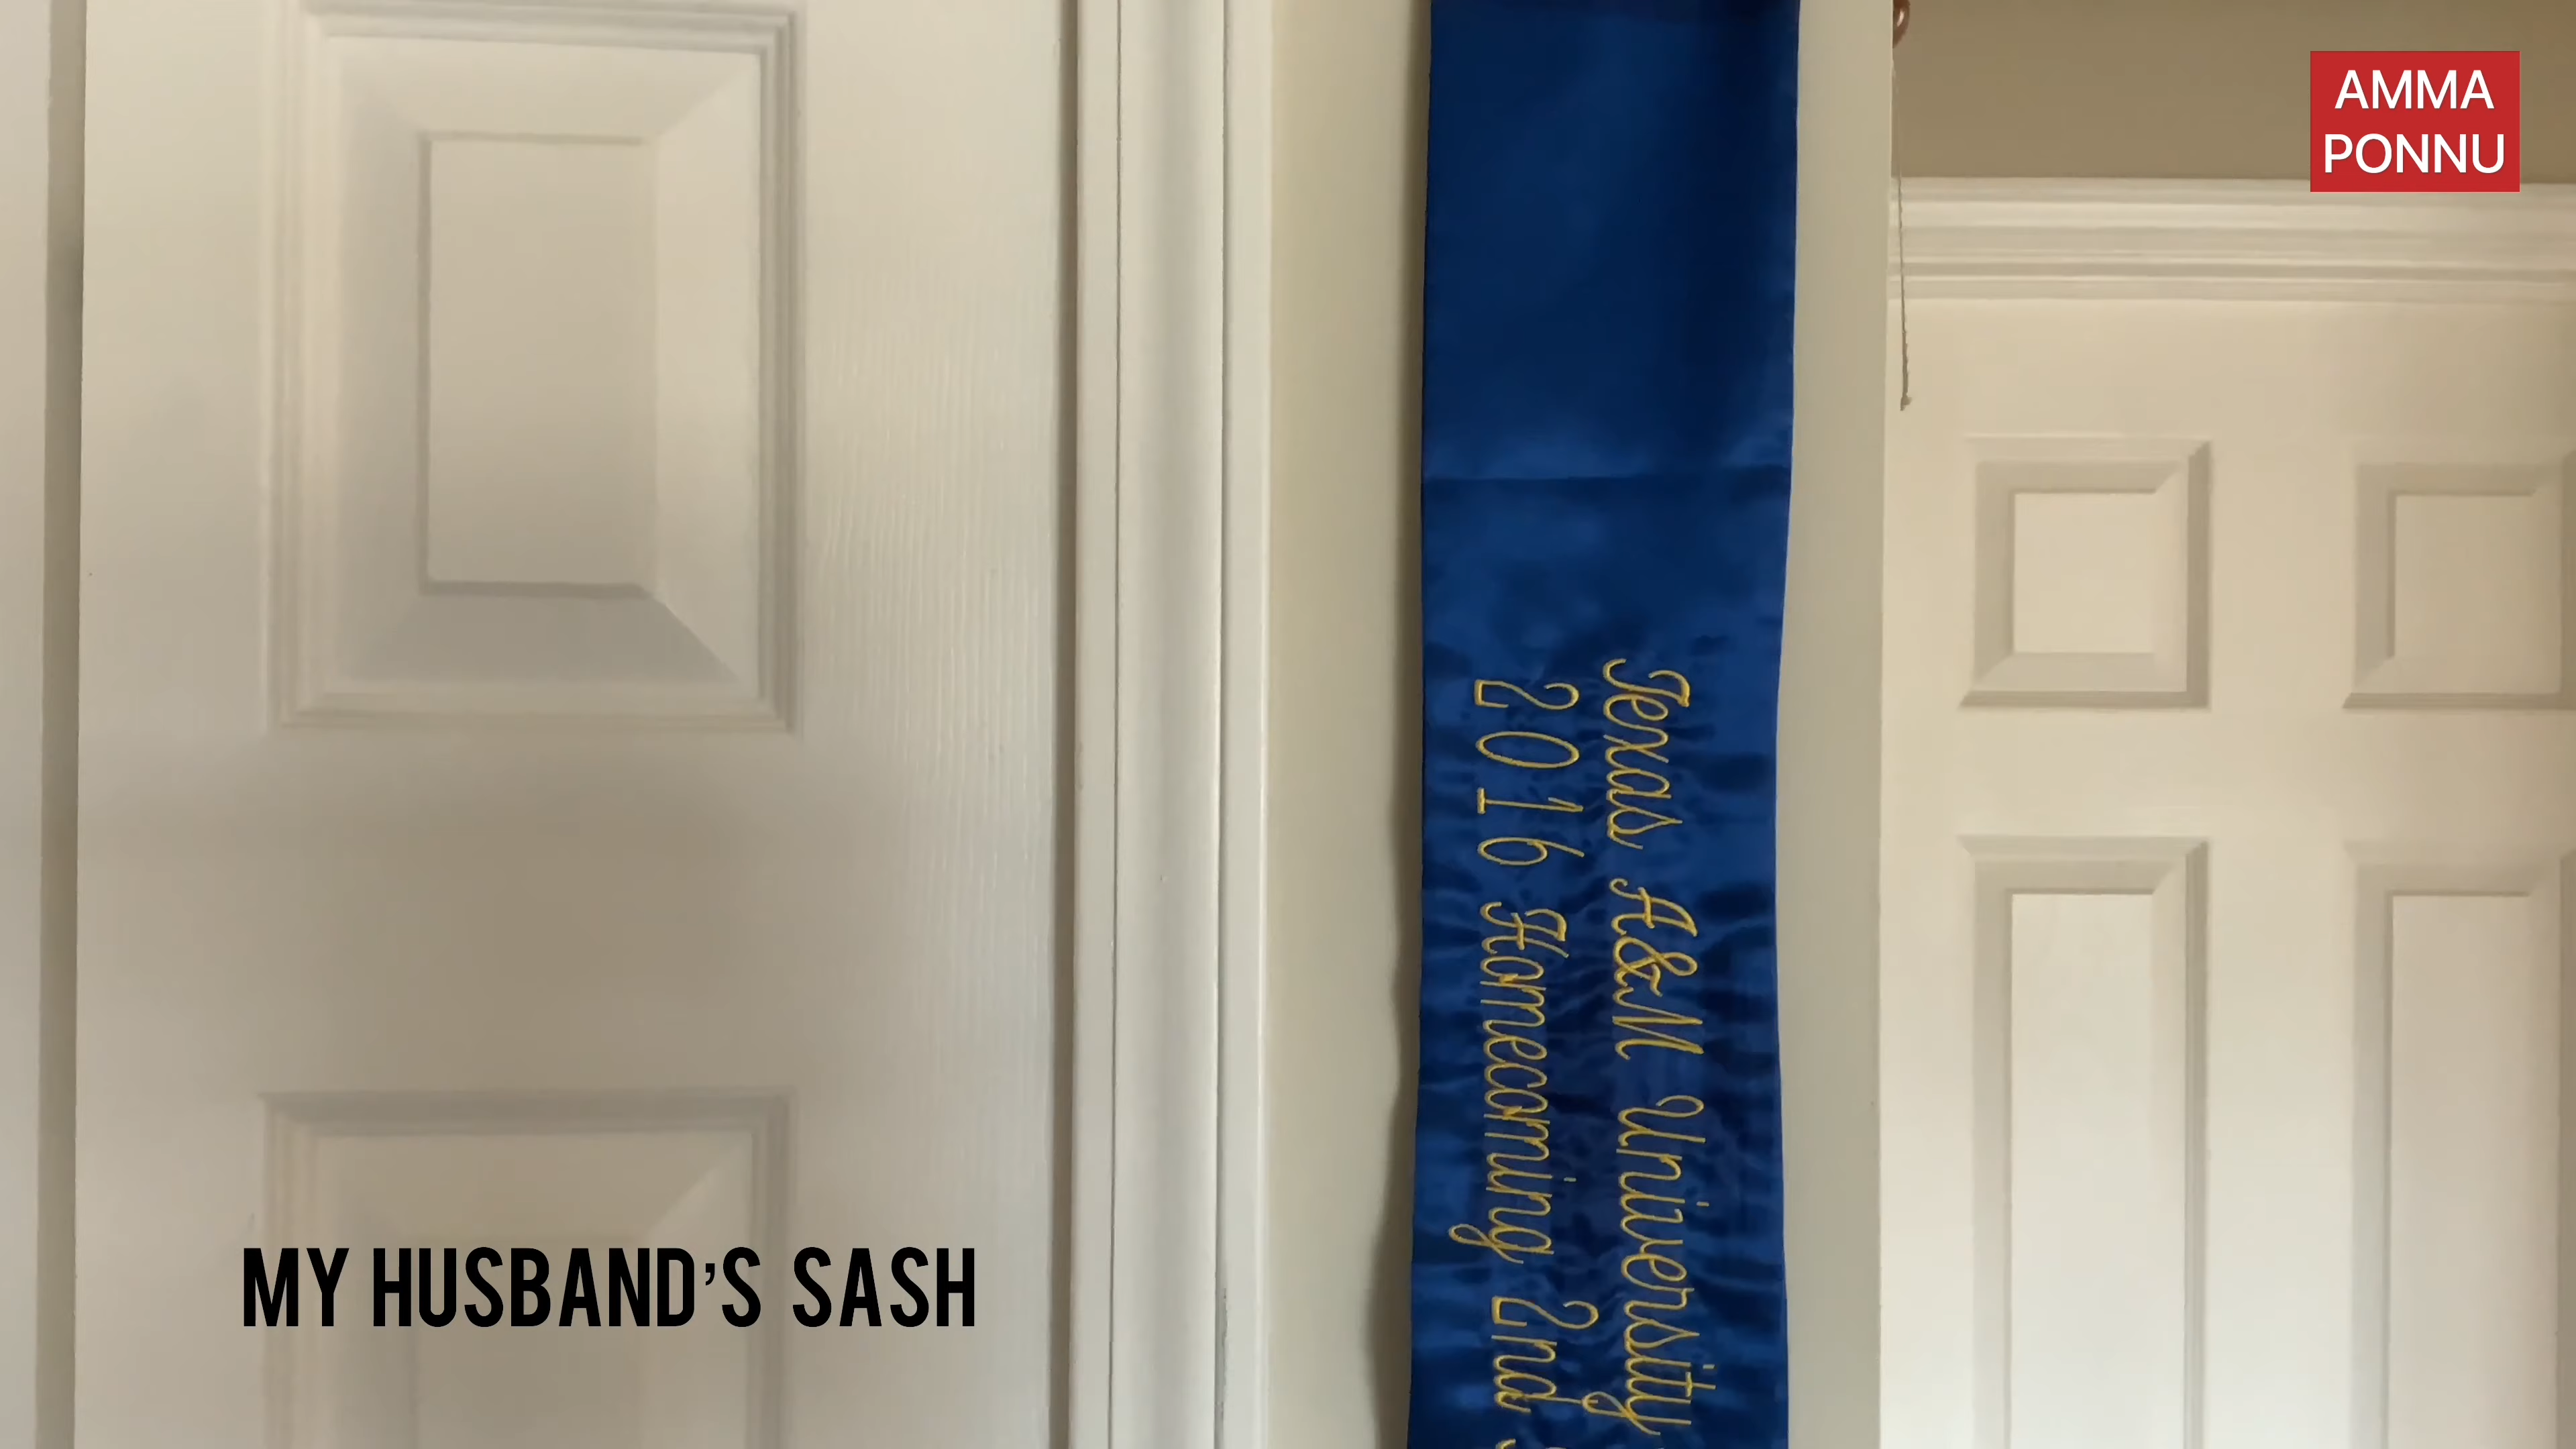 AMMA
PONNU
Texas A&M University
2016 Homecoming 2nd
MY HUSBAND'S SASH